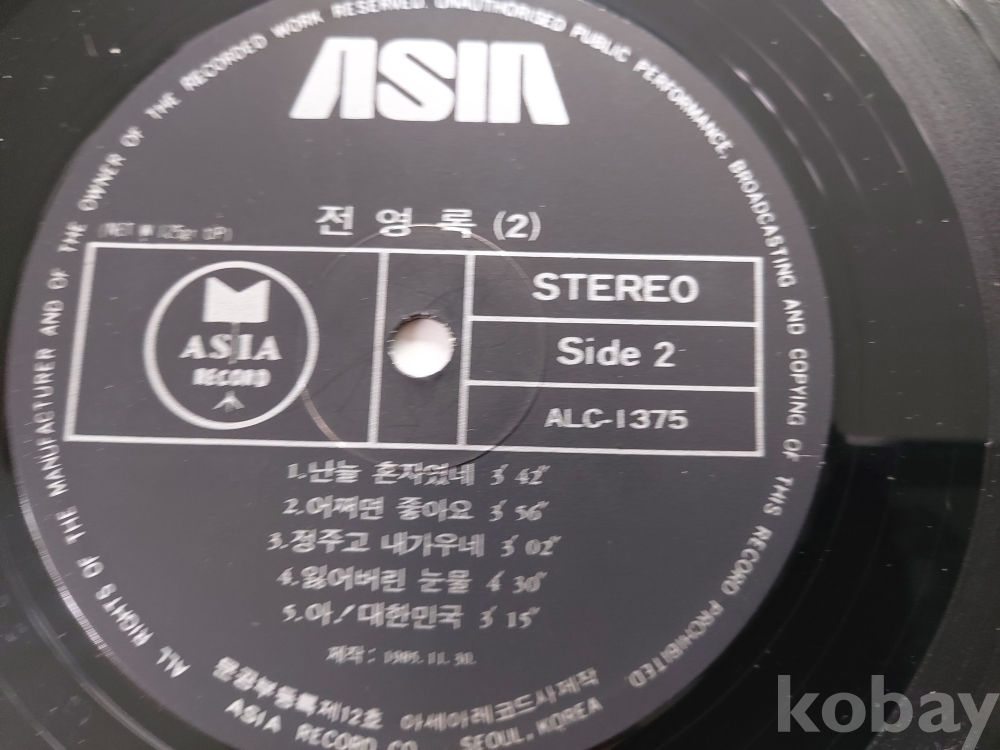 ASIA
전 영 록 (2)
ASIA
RECORD
STEREO
Side 2
ALC-1375
1.난늘 혼자였네 3′ 42″
2.어쩌면 좋아요 3′ 56″
3.정주고 내가우네 3′ 02″
4.잃어버린 눈물 4′ 30″
5.아!대한민국 3′ 15″
제작:
문공부등록제12호 아세아레코드사제작
ASIA RECORD CO. SEOUL, KOREA
ALL RIGHTS OF THE MANUFACTURER AND OF THE OWNER OF THE RECORDED WORK RESERVED UNAUTHORISED PUBLIC PERFORMANCE, BROADCASTING AND COPYING OF THIS RECORD PROHIBITED
kobay